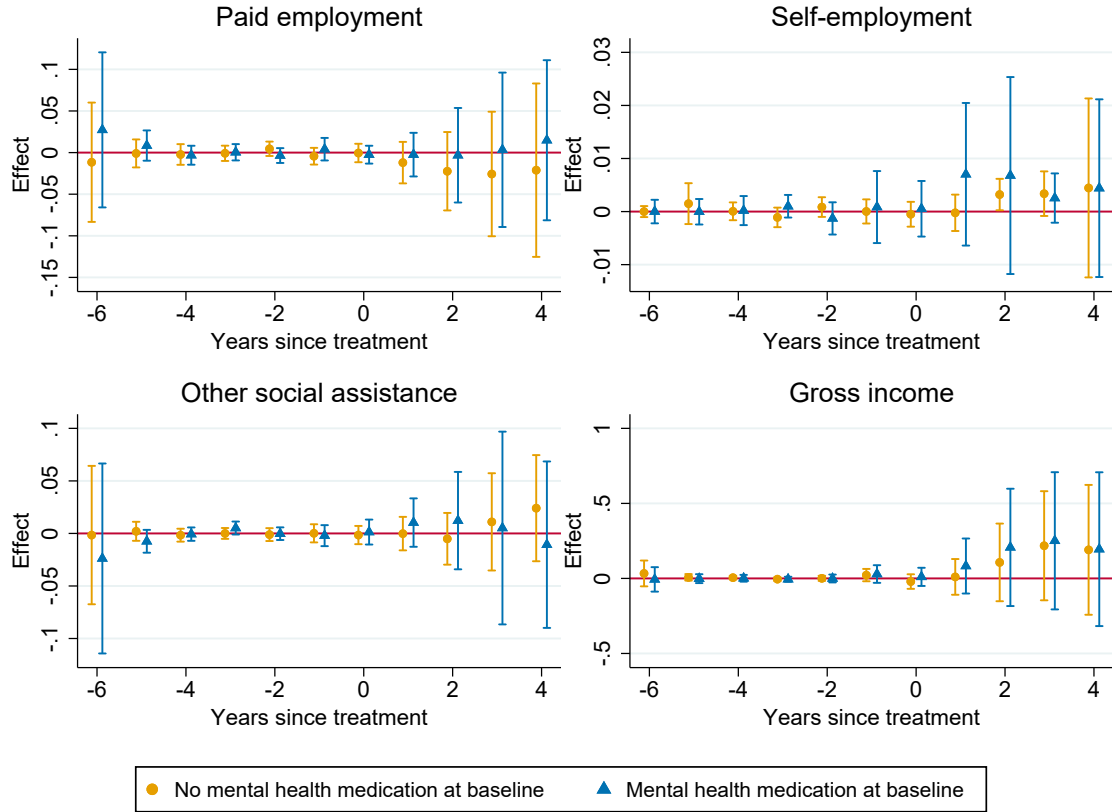 Paid employment
Effect
.1
.05
0
-.05
-.1
-.15
-6 -4 -2 0 2 4
Years since treatment
Self-employment
Effect
.03
.02
.01
0
-.01
-6 -4 -2 0 2 4
Years since treatment
Other social assistance
Effect
.1
.05
0
-.05
-.1
-6 -4 -2 0 2 4
Years since treatment
Gross income
Effect
1
.5
0
-.5
-6 -4 -2 0 2 4
Years since treatment
No mental health medication at baseline Mental health medication at baseline